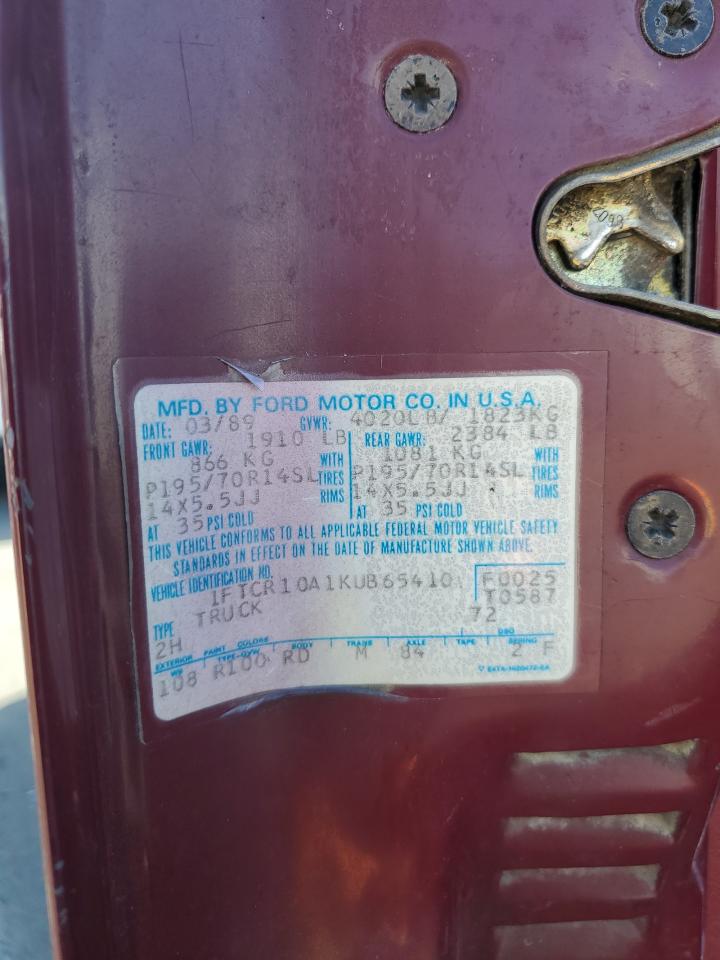 MFD. BY FORD MOTOR CO. IN U.S.A.
DATE: 03/89 GVWR: 4020LB/ 1823KG
FRONT GAWR: 1910 LB REAR GAWR: 2384 LB
866 KG WITH 1081 KG WITH
P195/70R14SL TIRES P195/70R14SL TIRES
14X5.5JJ RIMS 14X5.5JJ RIMS
AT 35 PSI COLD AT 35 PSI COLD
THIS VEHICLE CONFORMS TO ALL APPLICABLE FEDERAL MOTOR VEHICLE SAFETY
STANDARDS IN EFFECT ON THE DATE OF MANUFACTURE SHOWN ABOVE.
VEHICLE IDENTIFICATION NO. F0025
1FTCR10A1KUB65410 T0587
TYPE TRUCK 72
2H DSO
EXTERIOR PAINT COLORS
WB TYPE-GVW BODY TRANS AXLE TAPE SPRING
108 R100 RD M 84 2 F